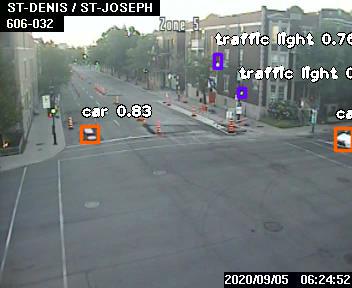 ST-DENIS / ST-JOSEPH
606-032
Zone 5
traffic light 0.76
traffic light 0
car 0.83
ca
2020/09/05 06:24:52